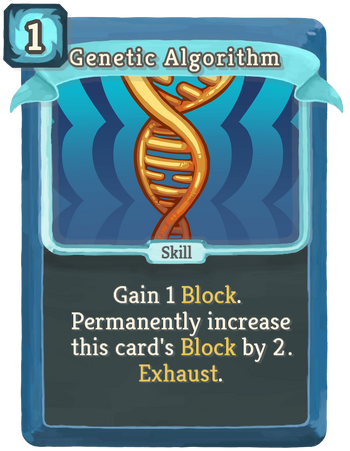 1
Genetic Algorithm
Skill
Gain 1 Block.
Permanently increase
this card's Block by 2.
Exhaust.